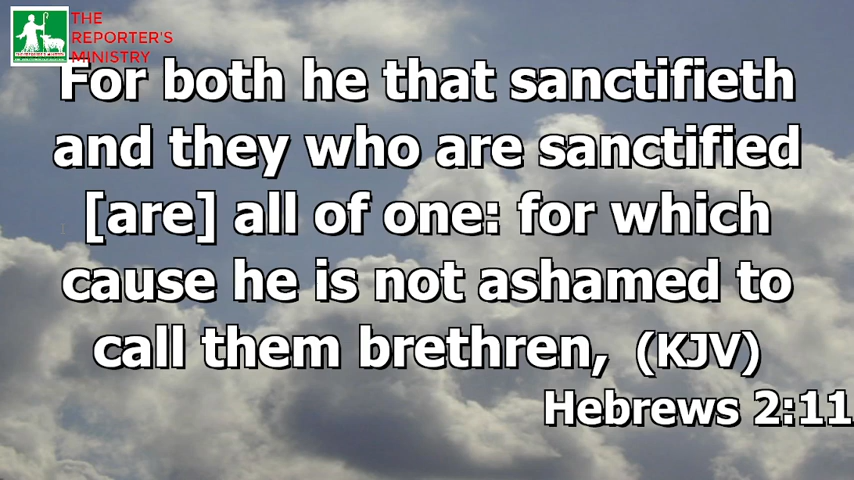 THE
REPORTER'S
MINISTRY
For both he that sanctifieth
and they who are sanctified
[are] all of one: for which
cause he is not ashamed to
call them brethren, (KJV)
Hebrews 2:11